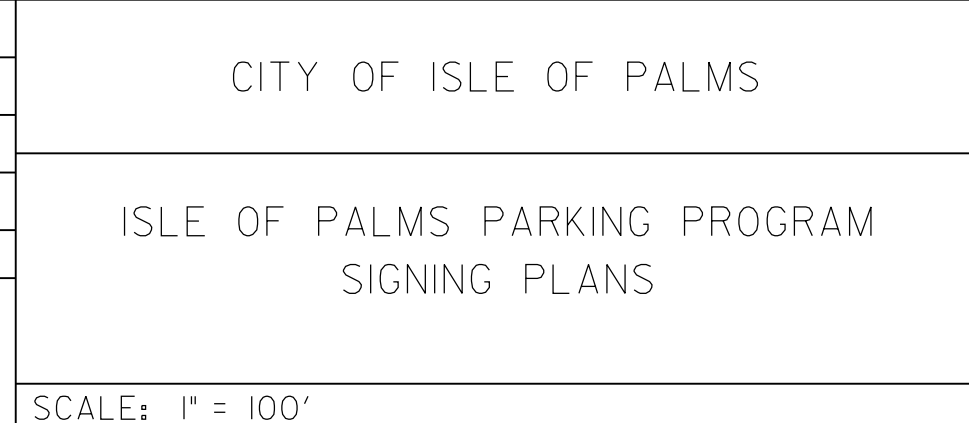 CITY OF ISLE OF PALMS
ISLE OF PALMS PARKING PROGRAM
SIGNING PLANS
SCALE: 1" = 100'